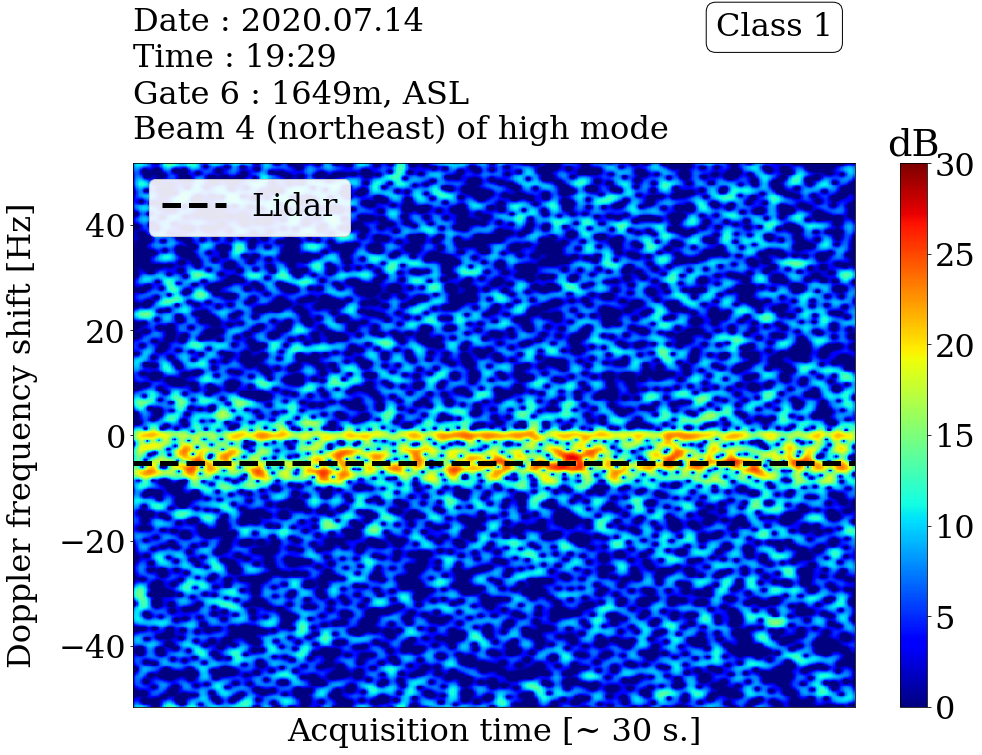 Date : 2020.07.14
Time : 19:29
Gate 6 : 1649m, ASL
Beam 4 (northeast) of high mode
Class 1
dB
Lidar
Doppler frequency shift [Hz]
40
20
0
−20
−40
30
25
20
15
10
5
0
Acquisition time [~ 30 s.]